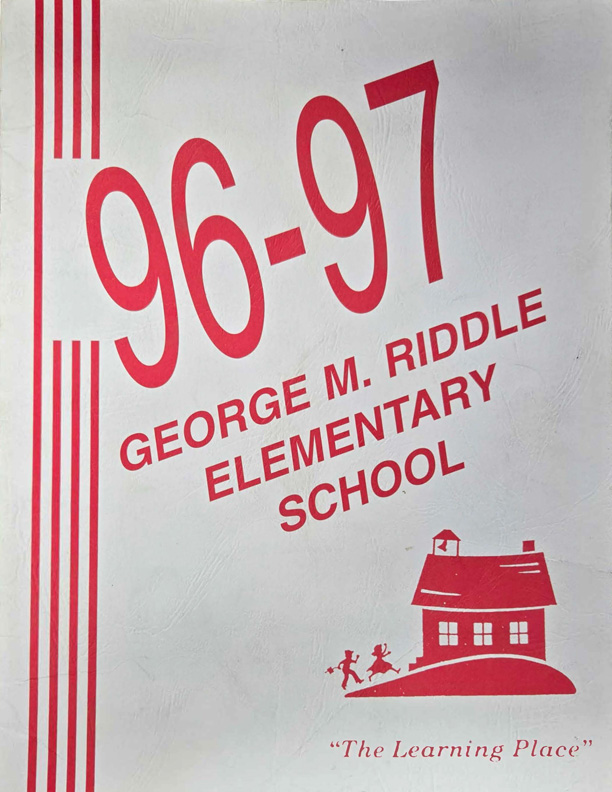 96-97
GEORGE M. RIDDLE
ELEMENTARY
SCHOOL
“The Learning Place”